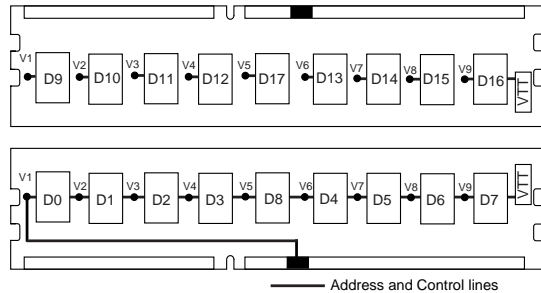 V1 V2 V3 V4 V5 V6 V7 V8 V9
D9 D10 D11 D12 D17 D13 D14 D15 D16
VTT
V1 V2 V3 V4 V5 V6 V7 V8 V9
D0 D1 D2 D3 D8 D4 D5 D6 D7
VTT
Address and Control lines